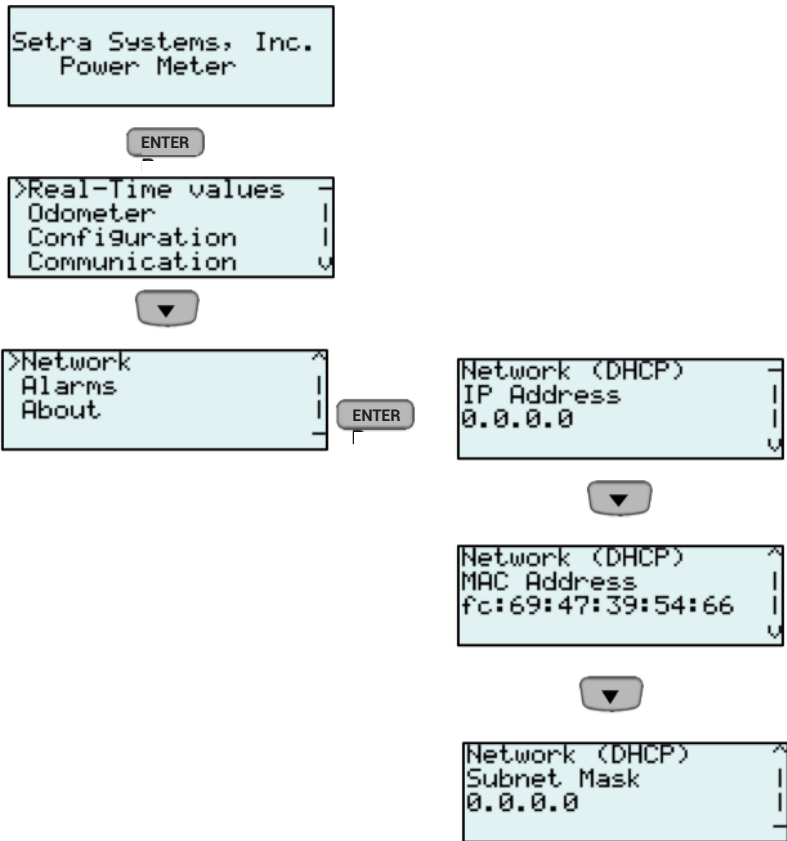 Setra Systems, Inc.
Power Meter
ENTER
>Real-Time values
Odometer
Configuration
Communication
>Network
Alarms
About
ENTER
Network (DHCP)
IP Address
0.0.0.0
Network (DHCP)
MAC Address
fc:69:47:39:54:66
Network (DHCP)
Subnet Mask
0.0.0.0